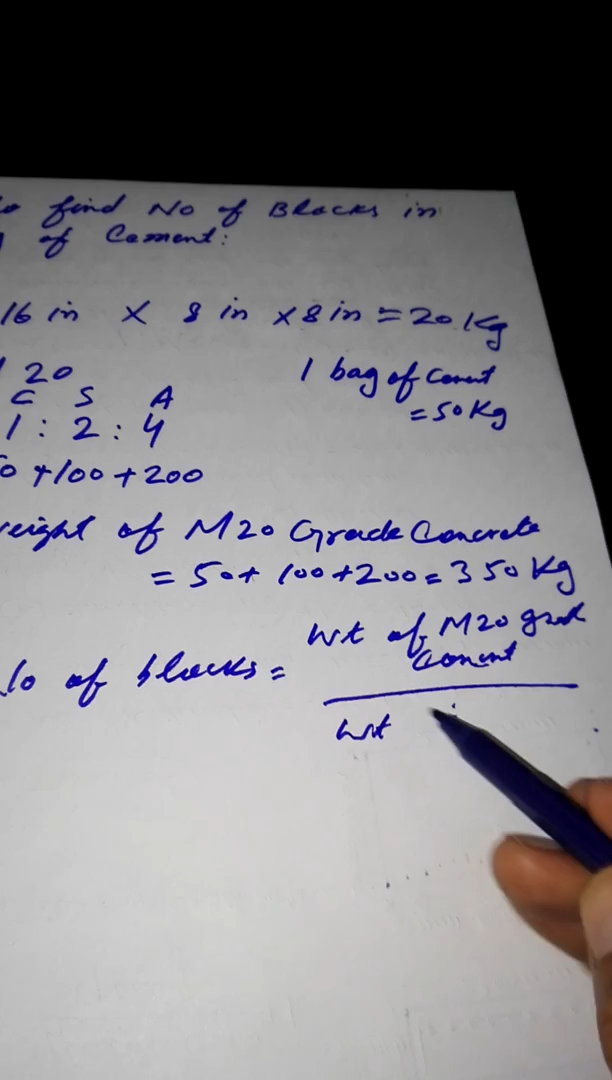 o find No of Blocks in
of Cement:
16 in X 8 in x 8 in = 20 Kg
20
1 bag of Cement
= 50 Kg
C S A
1 : 2 : 4
0 + 100 + 200
weight of M20 Grade Concrete
= 50 + 100 + 200 = 350 Kg
Wt of M20 grade
Cement
No of blocks =
Wt